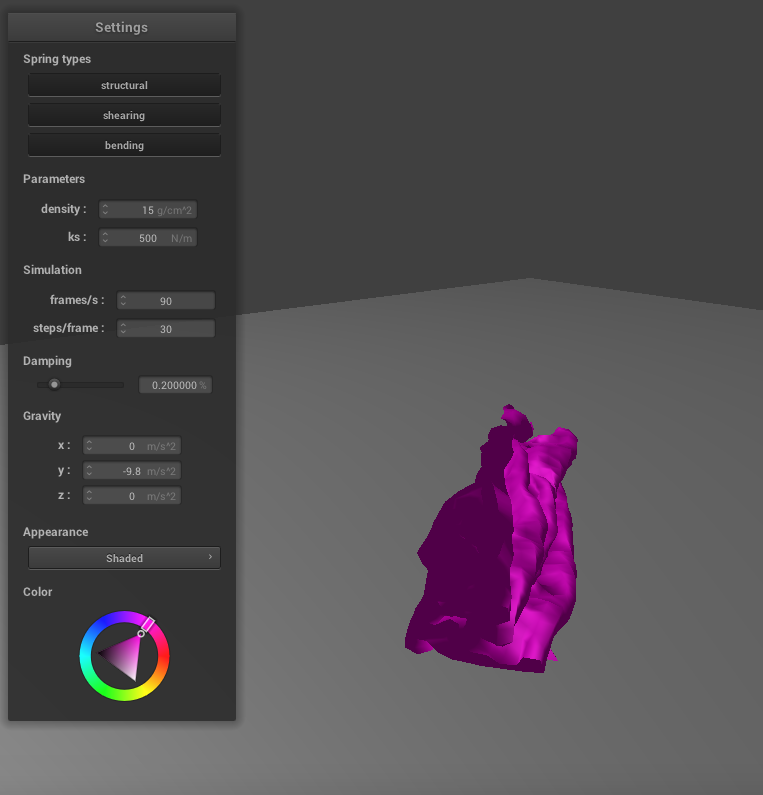 Settings
Spring types
structural
shearing
bending
Parameters
density : 15 g/cm^2
ks : 500 N/m
Simulation
frames/s : 90
steps/frame : 30
Damping
0.200000 %
Gravity
x : 0 m/s^2
y : -9.8 m/s^2
z : 0 m/s^2
Appearance
Shaded
Color